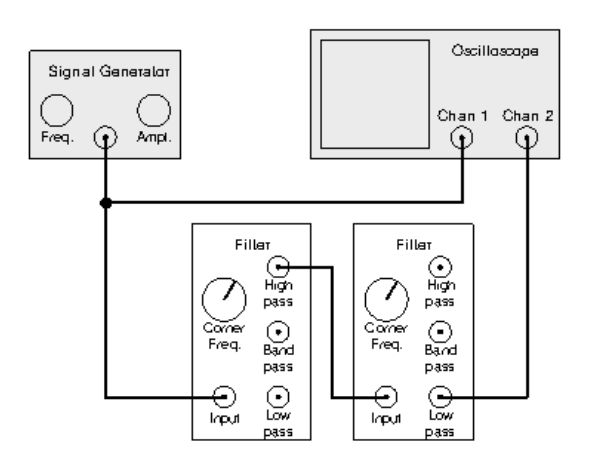 Signal Generator
Freq.
Ampl.
Oscilloscope
Chan 1
Chan 2
Filter
High
pass
Corner
Freq.
Band
pass
Input
Low
pass
Filter
High
pass
Corner
Freq.
Band
pass
Input
Low
pass